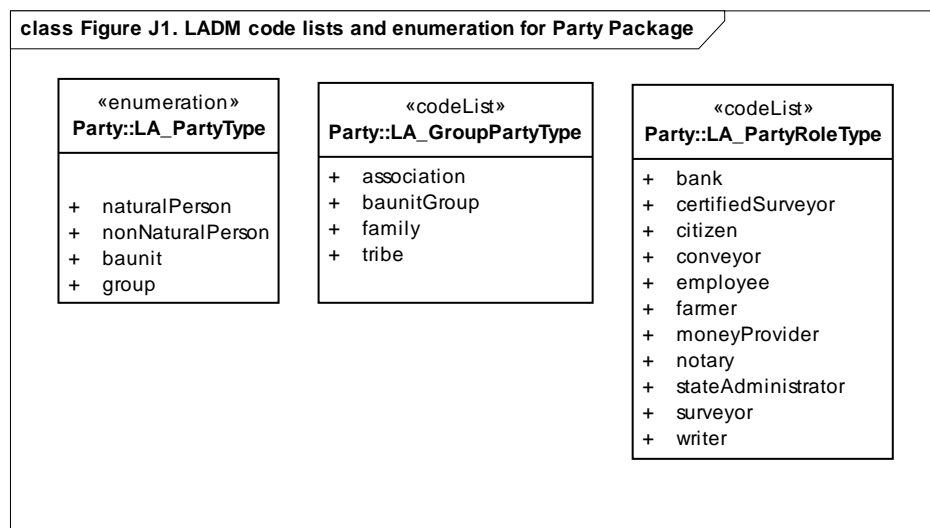 class Figure J1. LADM code lists and enumeration for Party Package
«enumeration»
Party::LA_PartyType
+ naturalPerson
+ nonNaturalPerson
+ baunit
+ group
«codeList»
Party::LA_GroupPartyType
+ association
+ baunitGroup
+ family
+ tribe
«codeList»
Party::LA_PartyRoleType
+ bank
+ certifiedSurveyor
+ citizen
+ conveyor
+ employee
+ farmer
+ moneyProvider
+ notary
+ stateAdministrator
+ surveyor
+ writer